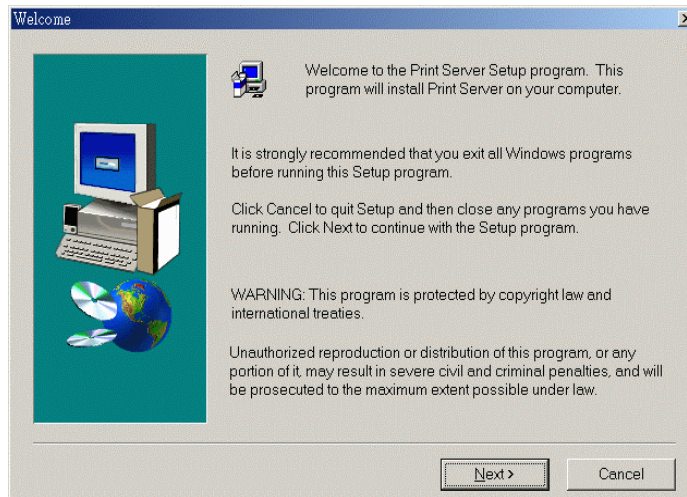 Welcome
Welcome to the Print Server Setup program. This
program will install Print Server on your computer.
It is strongly recommended that you exit all Windows programs
before running this Setup program.
Click Cancel to quit Setup and then close any programs you have
running. Click Next to continue with the Setup program.
WARNING: This program is protected by copyright law and
international treaties.
Unauthorized reproduction or distribution of this program, or any
portion of it, may result in severe civil and criminal penalties, and will
be prosecuted to the maximum extent possible under law.
Next >
Cancel